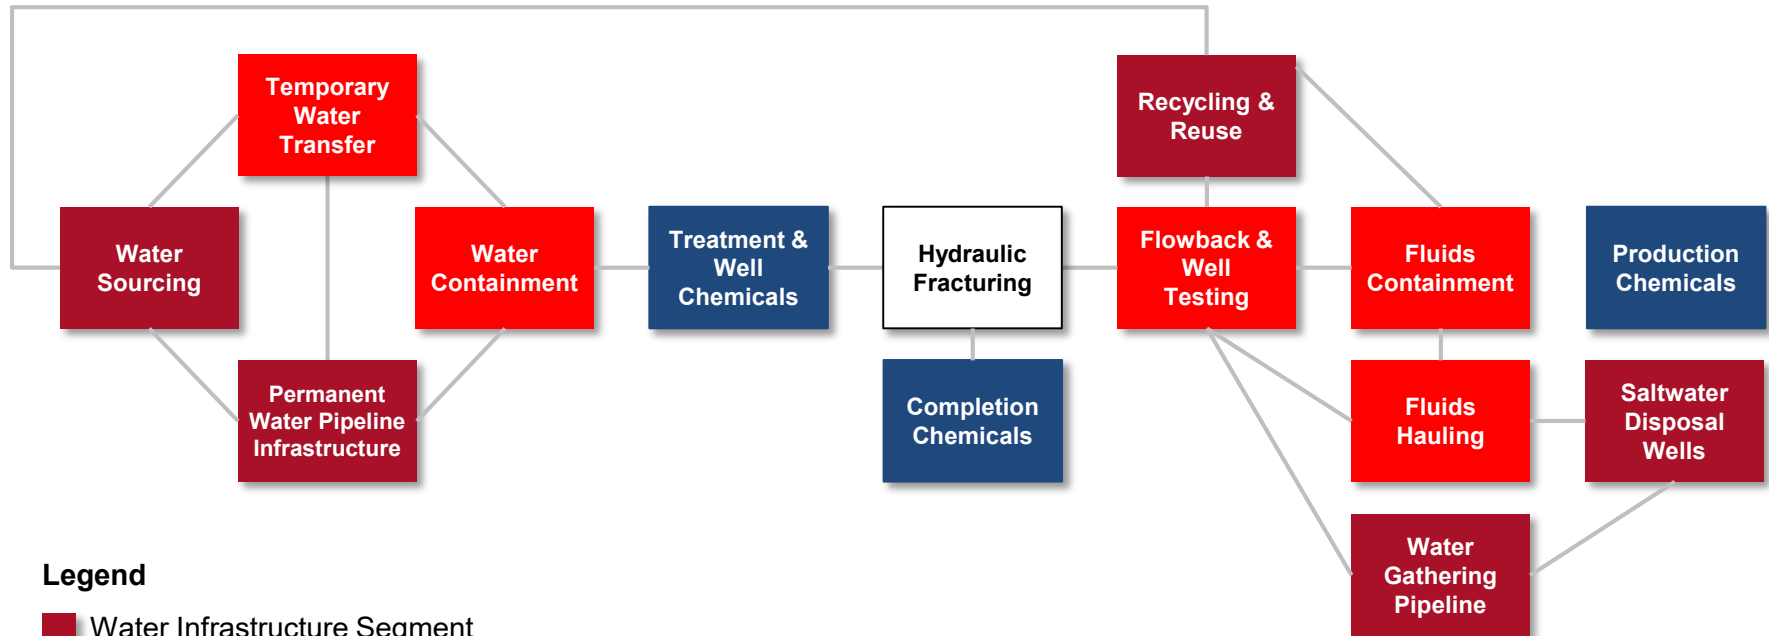 Temporary
Water
Transfer
Recycling &
Reuse
Water
Sourcing
Water
Containment
Treatment &
Well
Chemicals
Hydraulic
Fracturing
Flowback &
Well
Testing
Fluids
Containment
Production
Chemicals
Permanent
Water Pipeline
Infrastructure
Completion
Chemicals
Fluids
Hauling
Saltwater
Disposal
Wells
Water
Gathering
Pipeline
Legend
Water Infrastructure Segment